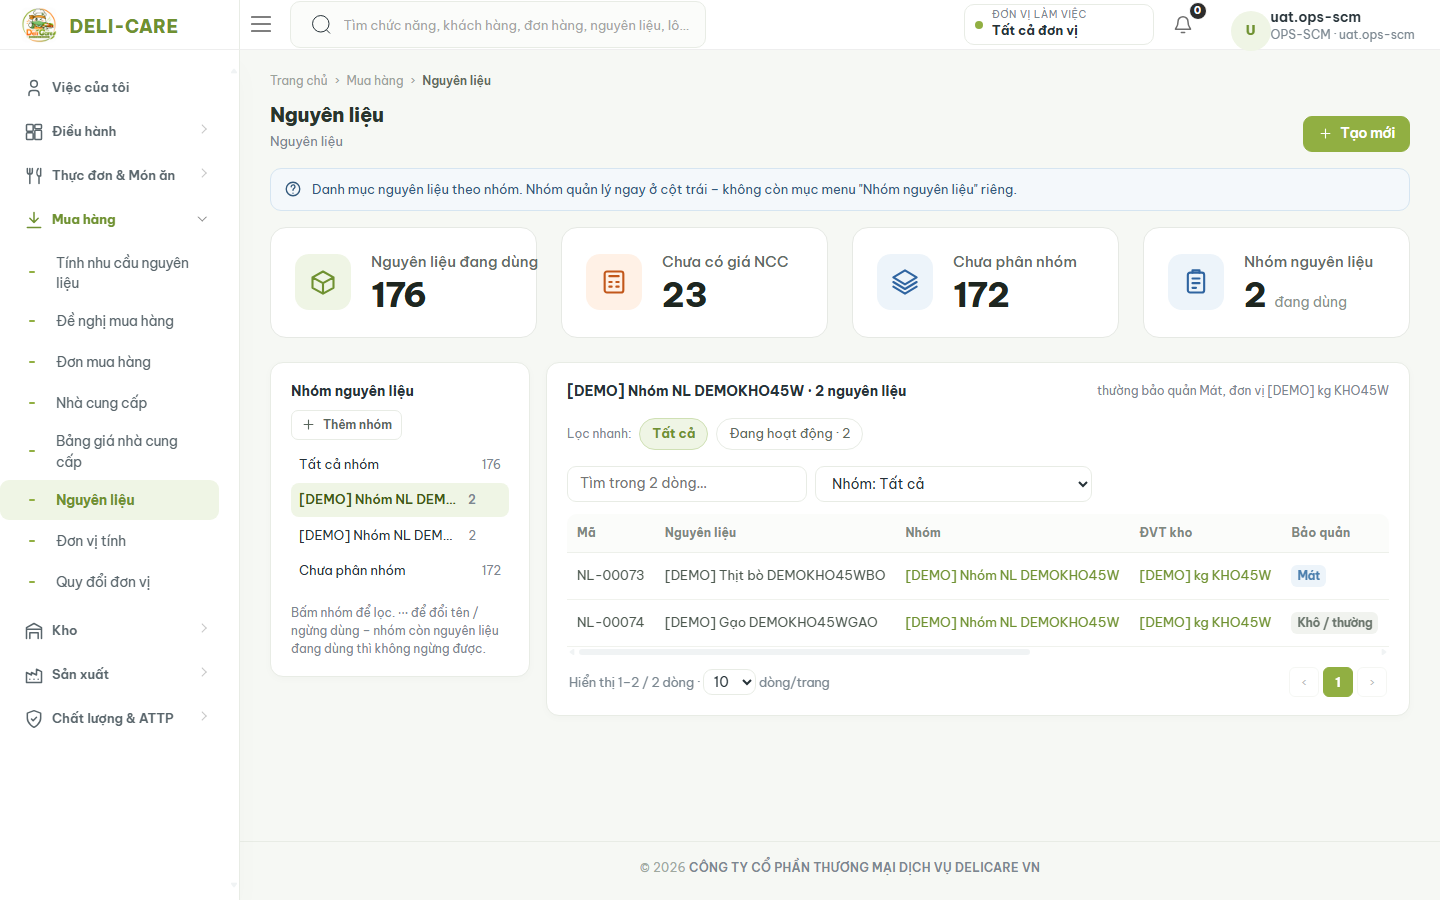 DELI-CARE
Tìm chức năng, khách hàng, đơn hàng, nguyên liệu, lô...
ĐƠN VỊ LÀM VIỆC
Tất cả đơn vị
0
U
uat.ops-scm
OPS-SCM · uat.ops-scm
Việc của tôi
Điều hành
Thực đơn & Món ăn
Mua hàng
Tính nhu cầu nguyên
liệu
Đề nghị mua hàng
Đơn mua hàng
Nhà cung cấp
Bảng giá nhà cung
cấp
Nguyên liệu
Đơn vị tính
Quy đổi đơn vị
Kho
Sản xuất
Chất lượng & ATTP
Trang chủ › Mua hàng › Nguyên liệu
Nguyên liệu
Nguyên liệu
+ Tạo mới
Danh mục nguyên liệu theo nhóm. Nhóm quản lý ngay ở cột trái – không còn mục menu "Nhóm nguyên liệu" riêng.
Nguyên liệu đang dùng
176
Chưa có giá NCC
23
Chưa phân nhóm
172
Nhóm nguyên liệu
2 đang dùng
Nhóm nguyên liệu
+ Thêm nhóm
Tất cả nhóm 176
[DEMO] Nhóm NL DEM... 2
[DEMO] Nhóm NL DEM... 2
Chưa phân nhóm 172
Bấm nhóm để lọc. ··· để đổi tên /
ngừng dùng – nhóm còn nguyên liệu
đang dùng thì không ngừng được.
[DEMO] Nhóm NL DEMOKHO45W · 2 nguyên liệu
thường bảo quản Mát, đơn vị [DEMO] kg KHO45W
Lọc nhanh: Tất cả Đang hoạt động · 2
Tìm trong 2 dòng... Nhóm: Tất cả
Mã Nguyên liệu Nhóm ĐVT kho Bảo quản
NL-00073 [DEMO] Thịt bò DEMOKHO45WBO [DEMO] Nhóm NL DEMOKHO45W [DEMO] kg KHO45W Mát
NL-00074 [DEMO] Gạo DEMOKHO45WGAO [DEMO] Nhóm NL DEMOKHO45W [DEMO] kg KHO45W Khô / thường
Hiển thị 1–2 / 2 dòng · 10 dòng/trang
‹ 1 ›
© 2026 CÔNG TY CỔ PHẦN THƯƠNG MẠI DỊCH VỤ DELICARE VN